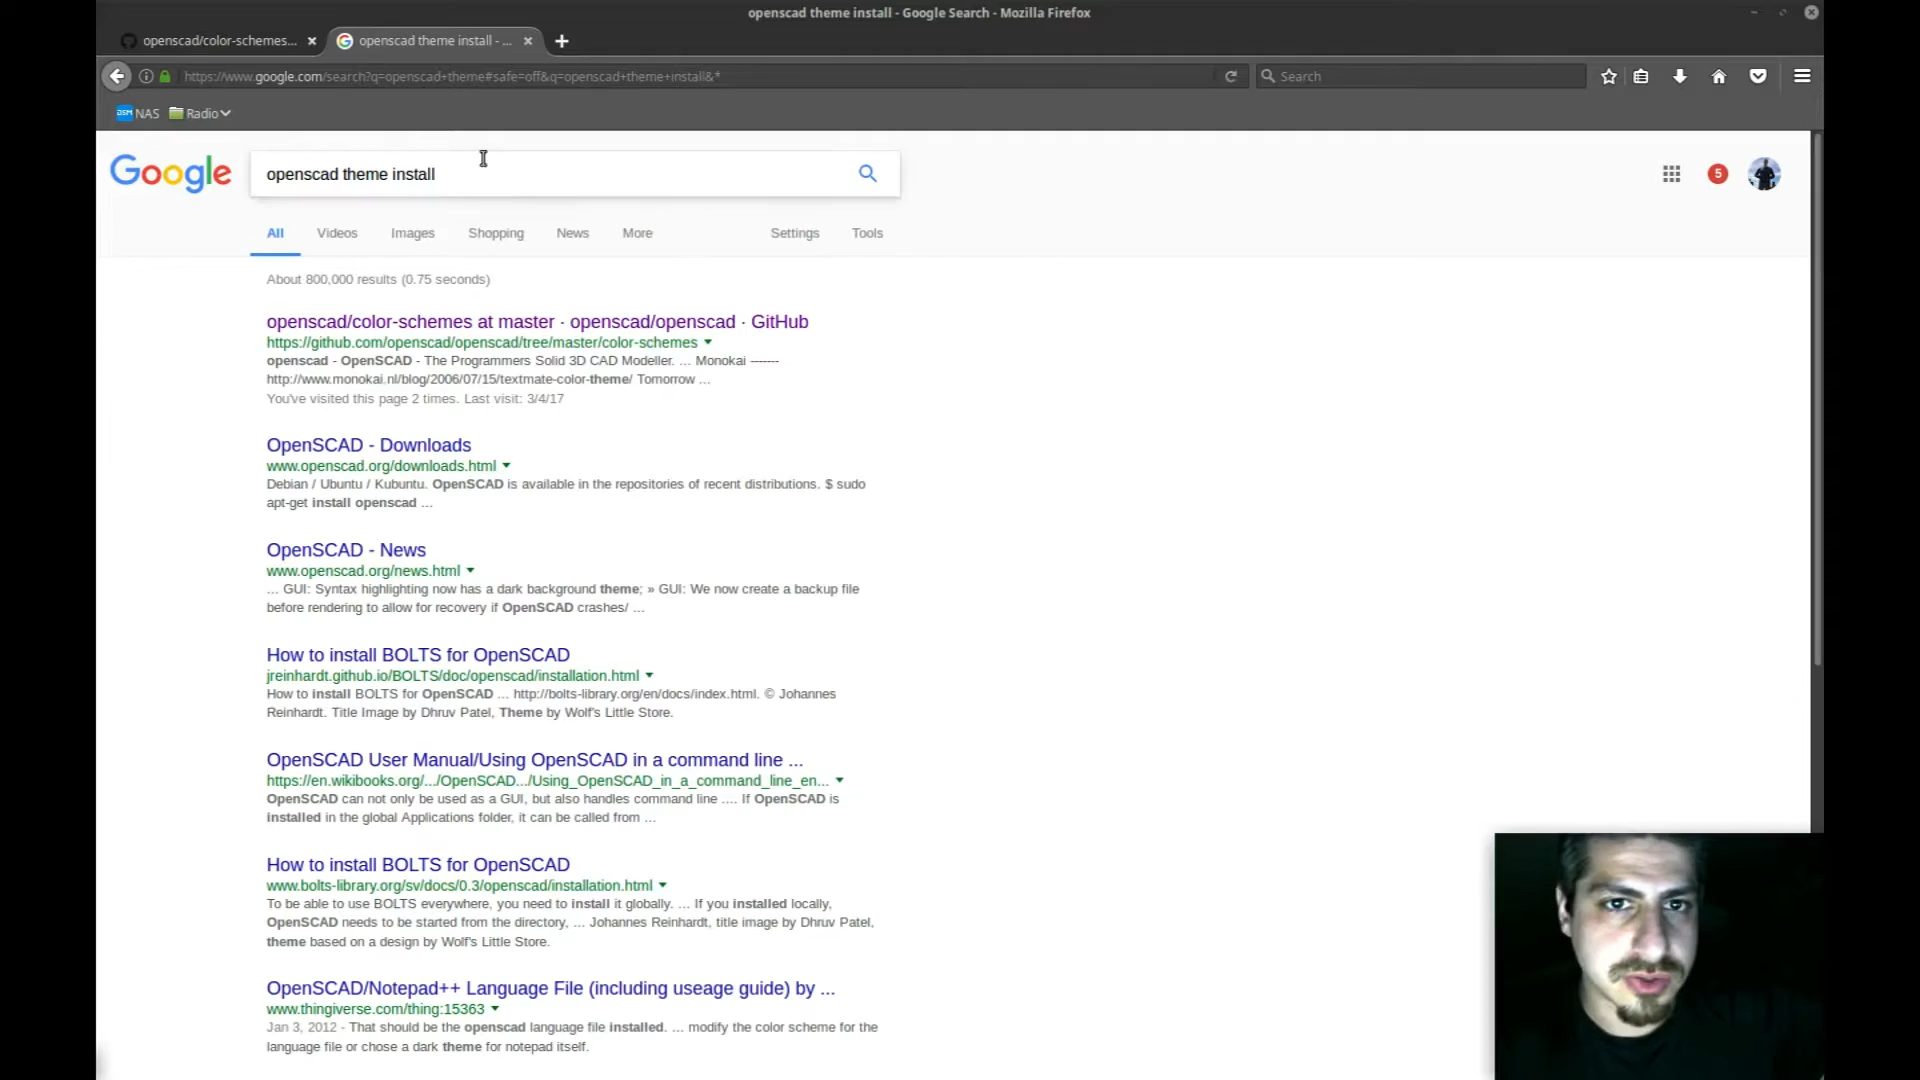 openscad theme install - Google Search - Mozilla Firefox
openscad/color-schemes...
openscad theme install - ...
https://www.google.com/search?q=openscad+theme#safe=off&q=openscad+theme+install&*
Search
DSM NAS Radio
Google
openscad theme install
5
All Videos Images Shopping News More Settings Tools
About 800,000 results (0.75 seconds)
openscad/color-schemes at master · openscad/openscad · GitHub
https://github.com/openscad/openscad/tree/master/color-schemes
openscad - OpenSCAD - The Programmers Solid 3D CAD Modeller. ... Monokai -------
http://www.monokai.nl/blog/2006/07/15/textmate-color-theme/ Tomorrow ...
You've visited this page 2 times. Last visit: 3/4/17
OpenSCAD - Downloads
www.openscad.org/downloads.html
Debian / Ubuntu / Kubuntu. OpenSCAD is available in the repositories of recent distributions. $ sudo
apt-get install openscad ...
OpenSCAD - News
www.openscad.org/news.html
... GUI: Syntax highlighting now has a dark background theme; » GUI: We now create a backup file
before rendering to allow for recovery if OpenSCAD crashes/ ...
How to install BOLTS for OpenSCAD
jreinhardt.github.io/BOLTS/doc/openscad/installation.html
How to install BOLTS for OpenSCAD ... http://bolts-library.org/en/docs/index.html. © Johannes
Reinhardt. Title Image by Dhruv Patel, Theme by Wolf's Little Store.
OpenSCAD User Manual/Using OpenSCAD in a command line ...
https://en.wikibooks.org/.../OpenSCAD.../Using_OpenSCAD_in_a_command_line_en...
OpenSCAD can not only be used as a GUI, but also handles command line .... If OpenSCAD is
installed in the global Applications folder, it can be called from ...
How to install BOLTS for OpenSCAD
www.bolts-library.org/sv/docs/0.3/openscad/installation.html
To be able to use BOLTS everywhere, you need to install it globally. ... If you installed locally,
OpenSCAD needs to be started from the directory, ... Johannes Reinhardt, title image by Dhruv Patel,
theme based on a design by Wolf's Little Store.
OpenSCAD/Notepad++ Language File (including useage guide) by ...
www.thingiverse.com/thing:15363
Jan 3, 2012 - That should be the openscad language file installed. ... modify the color scheme for the
language file or chose a dark theme for notepad itself.